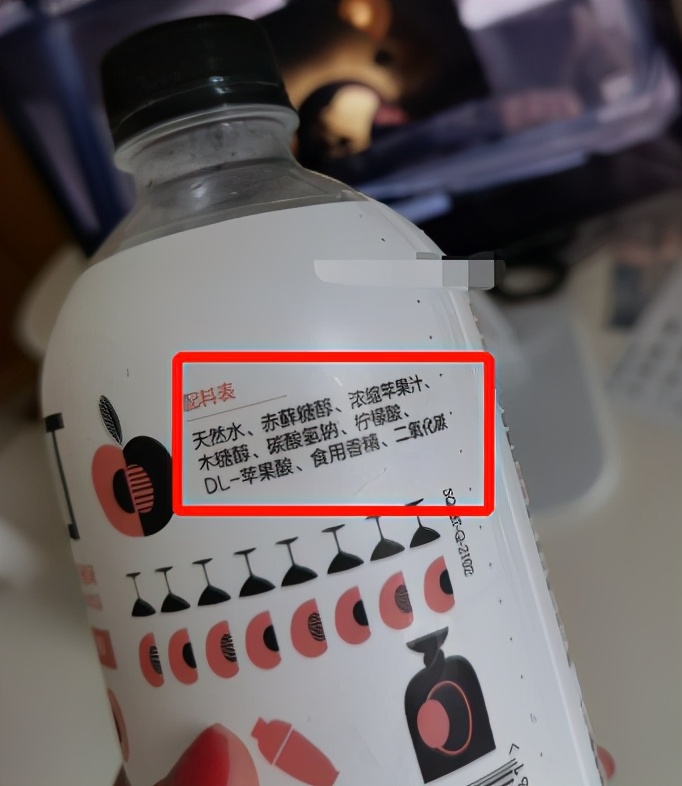 配料表
天然水、赤藓糖醇、浓缩苹果汁、
木糖醇、碳酸氢钠、柠檬酸、
DL-苹果酸、食用香精、二氧化碳